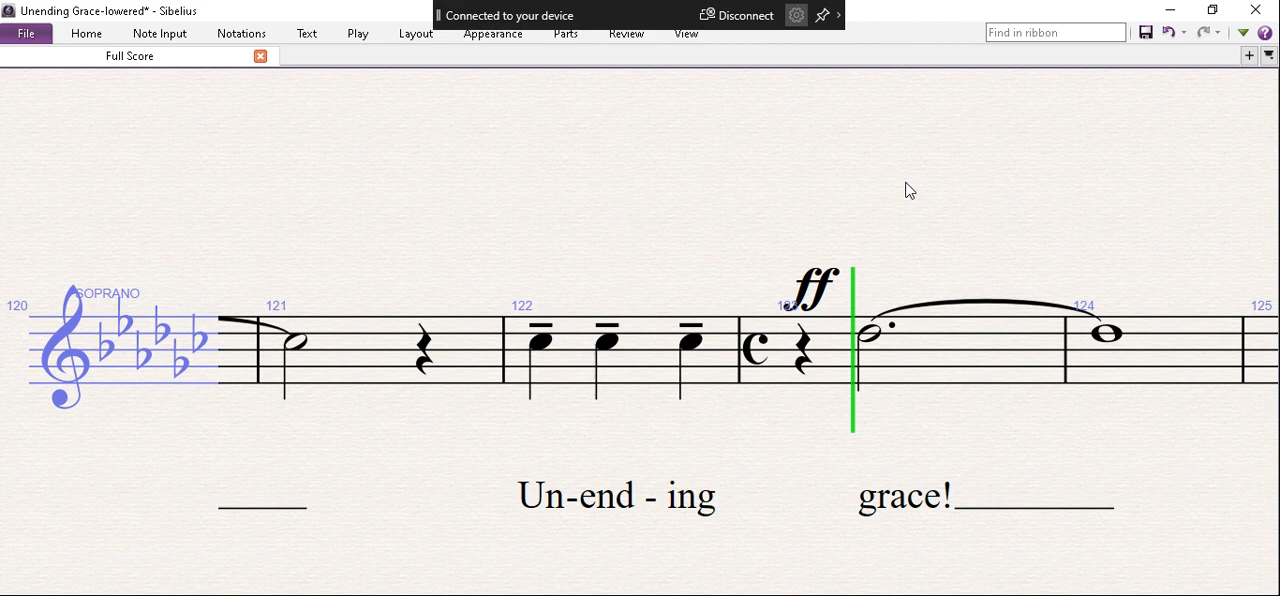 Unending Grace-lowered* - Sibelius
Connected to your device
Disconnect
File Home Note Input Notations Text Play Layout Appearance Parts Review View
Find in ribbon
Full Score
ff
SOPRANO
120 121 122 123 124 125
Un-end - ing grace!